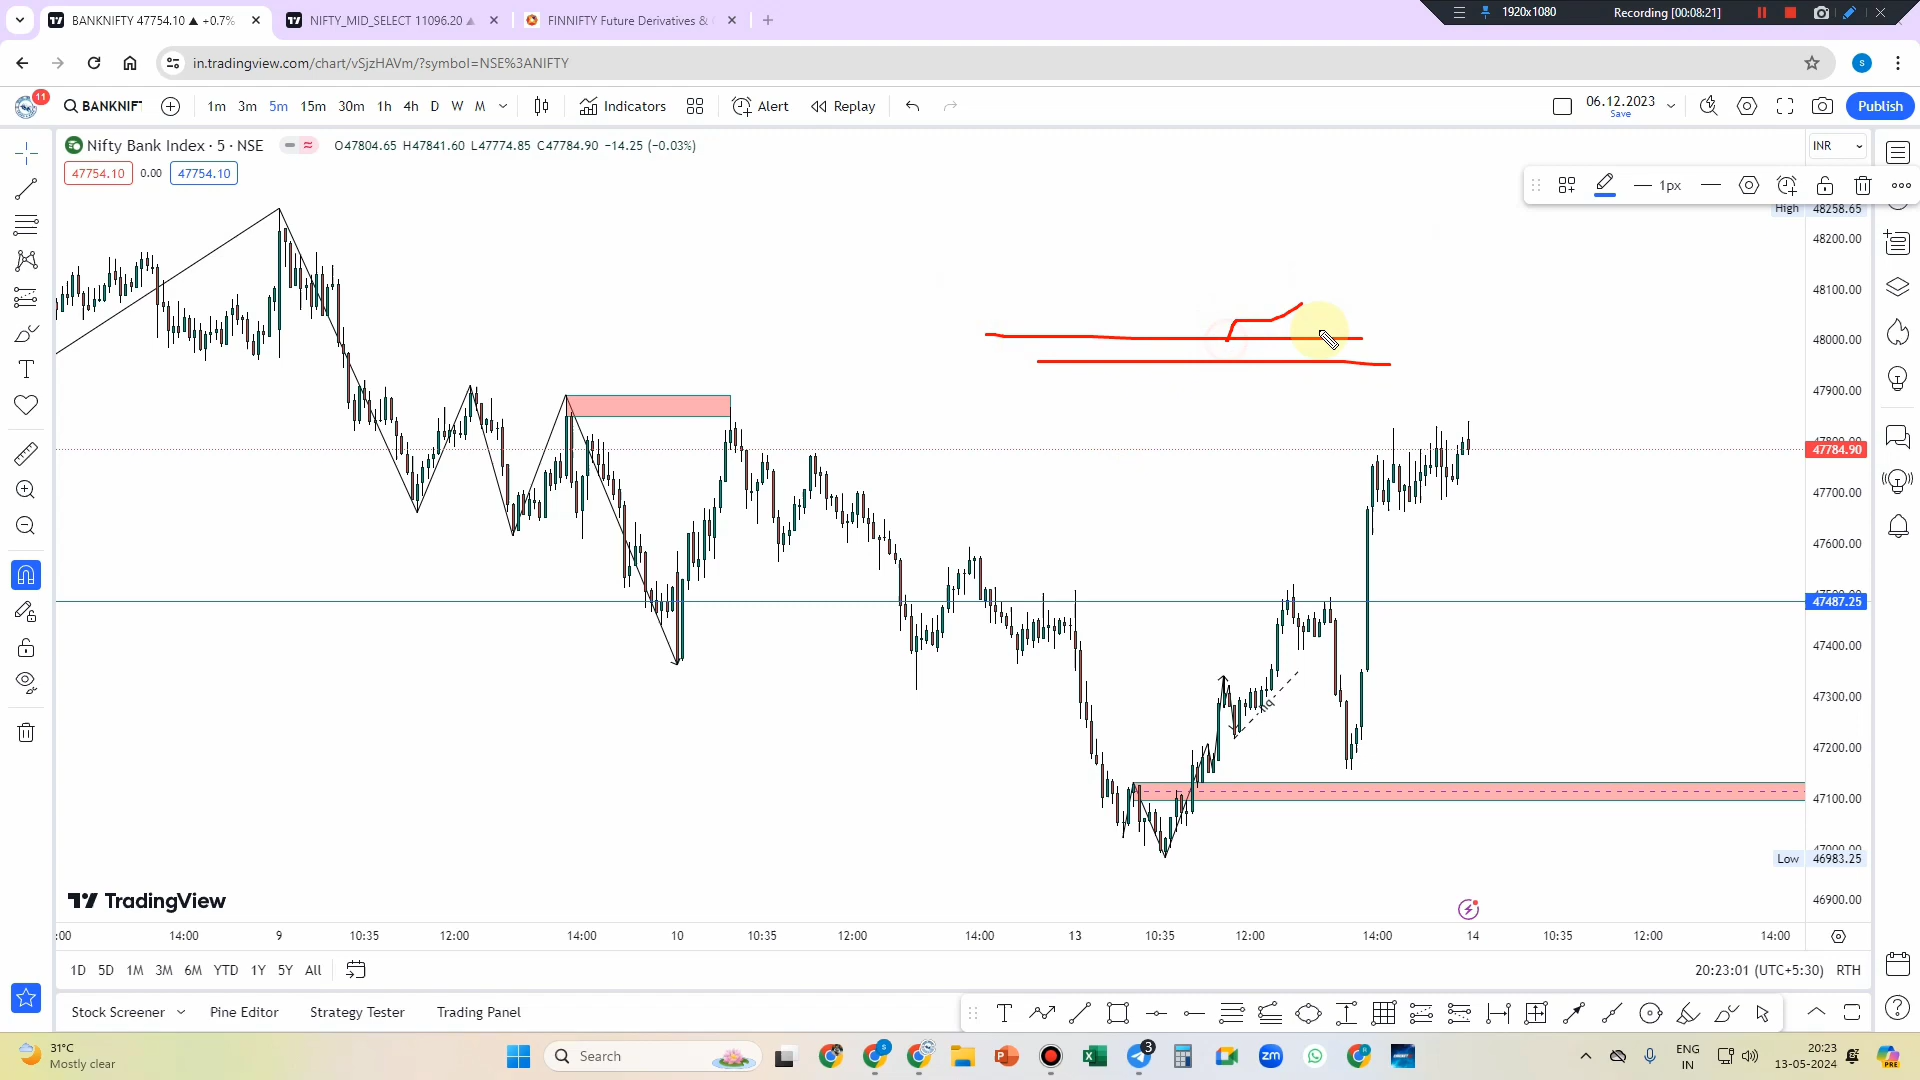 BANKNIFTY 47754.10 ▲ +0.7%
NIFTY_MID_SELECT 11096.20 ▲
FINNIFTY Future Derivatives &
1920x1080
Recording [00:08:21]
in.tradingview.com/chart/vSjzHAVm/?symbol=NSE%3ANIFTY
S
11
BANKNIF
1m 3m 5m 15m 30m 1h 4h D W M
Indicators
Alert
Replay
06.12.2023
Save
Publish
Nifty Bank Index · 5 · NSE
O47804.65 H47841.60 L47774.85 C47784.90 −14.25 (−0.03%)
INR
47754.10 0.00 47754.10
1px
High 48258.65
48200.00
48100.00
48000.00
47900.00
47784.90
47700.00
47600.00
47487.25
47400.00
47300.00
liq
47200.00
47100.00
Low 46983.25
46900.00
TradingView
:00 14:00 9 10:35 12:00 14:00 10 10:35 12:00 14:00 13 10:35 12:00 14:00 14 10:35 12:00 14:00
1D 5D 1M 3M 6M YTD 1Y 5Y All
20:23:01 (UTC+5:30) RTH
Stock Screener Pine Editor Strategy Tester Trading Panel
31°C
Mostly clear
Search
3
zm
ENG
IN
20:23
13-05-2024
PRE